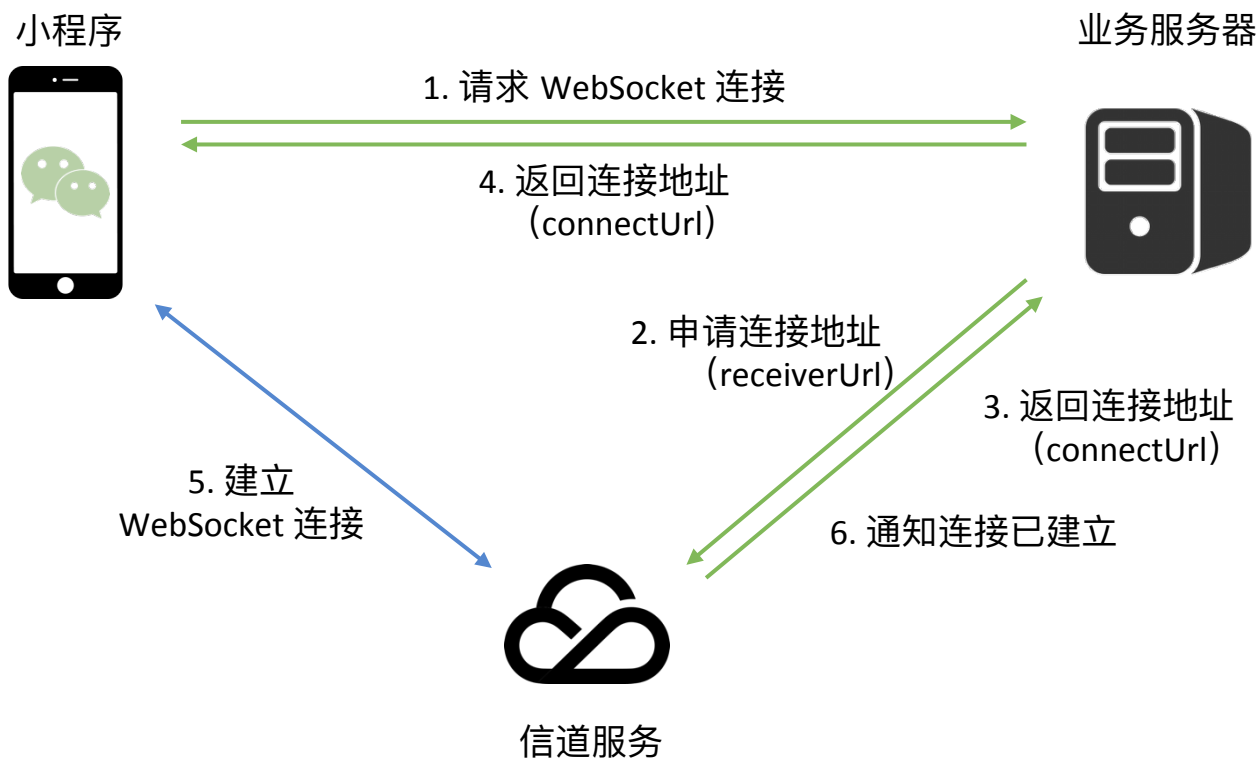 小程序
业务服务器
1. 请求 WebSocket 连接
4. 返回连接地址
（connectUrl）
2. 申请连接地址
（receiverUrl）
3. 返回连接地址
（connectUrl）
5. 建立
WebSocket 连接
6. 通知连接已建立
信道服务